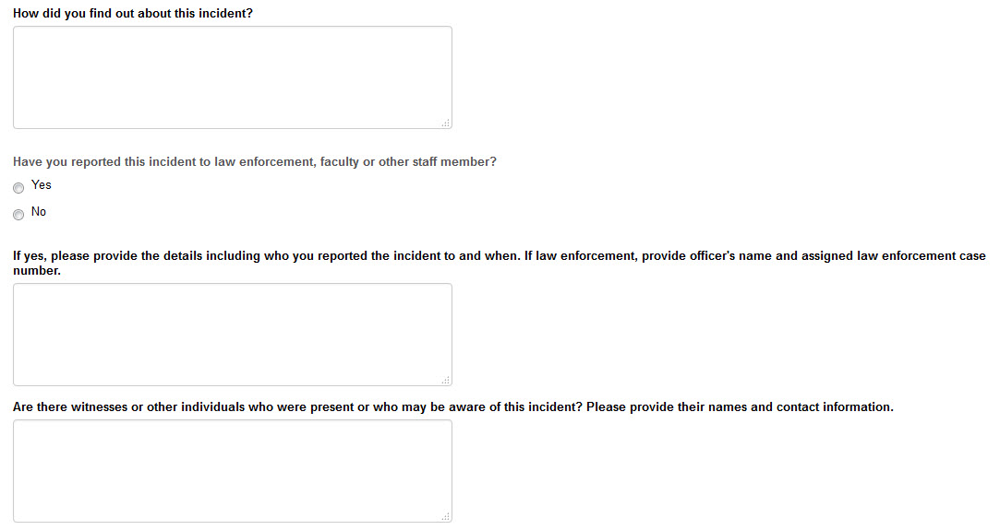 How did you find out about this incident?
Have you reported this incident to law enforcement, faculty or other staff member?
Yes
No
If yes, please provide the details including who you reported the incident to and when. If law enforcement, provide officer's name and assigned law enforcement case
number.
Are there witnesses or other individuals who were present or who may be aware of this incident? Please provide their names and contact information.